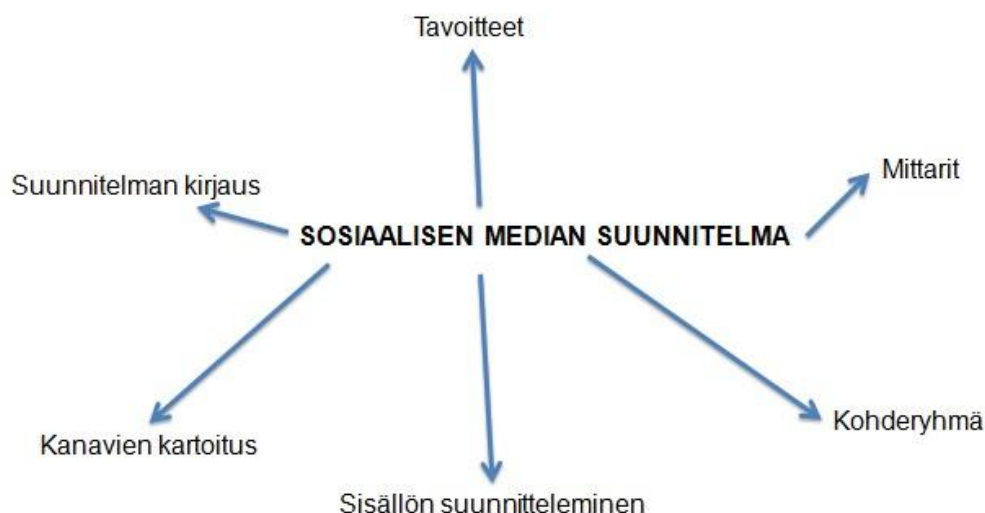 Tavoitteet
Mittarit
Suunnitelman kirjaus
SOSIAALISEN MEDIAN SUUNNITELMA
Kohderyhmä
Kanavien kartoitus
Sisällön suunnitteleminen